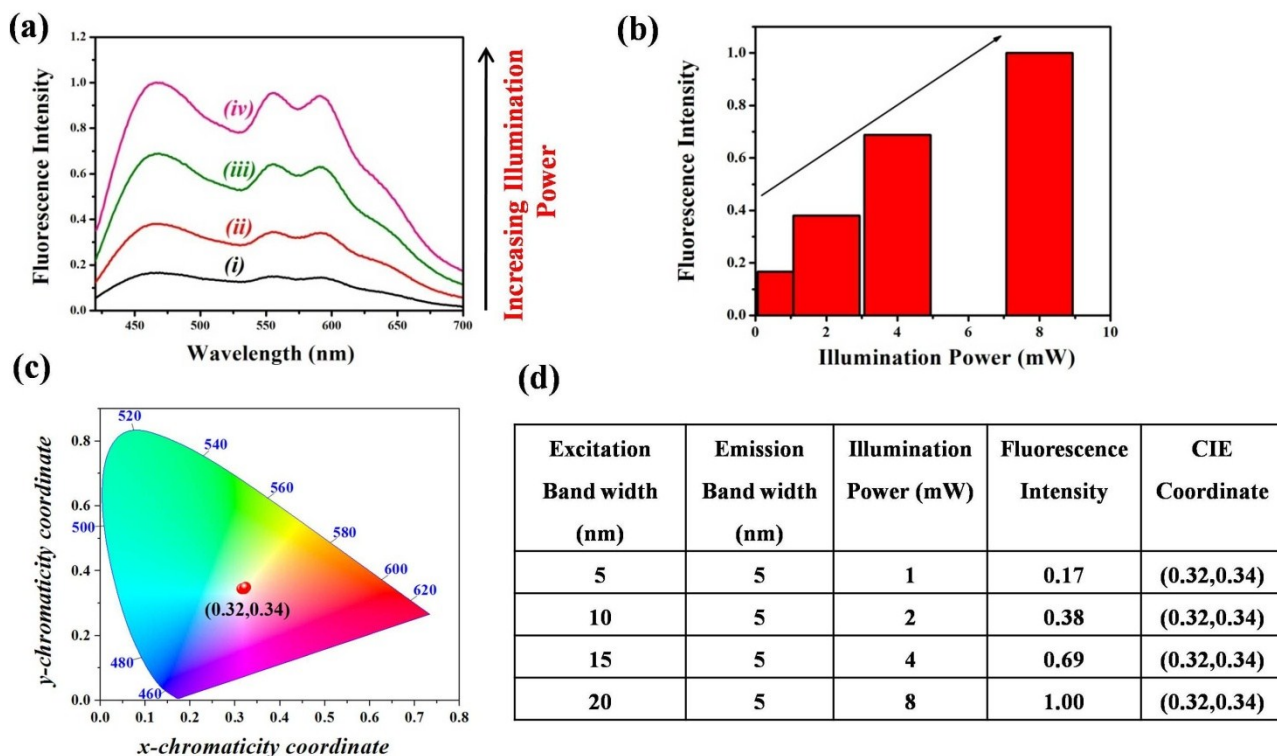 (a)
Fluorescence Intensity
1.2
1.0
0.8
0.6
0.4
0.2
0.0
(iv)
(iii)
(ii)
(i)
450
500
550
600
650
700
Wavelength (nm)
Increasing Illumination
Power
(b)
Fluorescence Intensity
1.0
0.8
0.6
0.4
0.2
0.0
0
2
4
6
8
10
Illumination Power (mW)
(c)
y-chromaticity coordinate
0.8
0.6
0.4
0.2
0.0
520
540
560
500
580
600
620
(0.32,0.34)
480
460
0.0
0.1
0.2
0.3
0.4
0.5
0.6
0.7
0.8
x-chromaticity coordinate
(d)
Excitation Band width (nm) Emission Band width (nm) Illumination Power (mW) Fluorescence Intensity CIE Coordinate
5 5 1 0.17 (0.32,0.34)
10 5 2 0.38 (0.32,0.34)
15 5 4 0.69 (0.32,0.34)
20 5 8 1.00 (0.32,0.34)